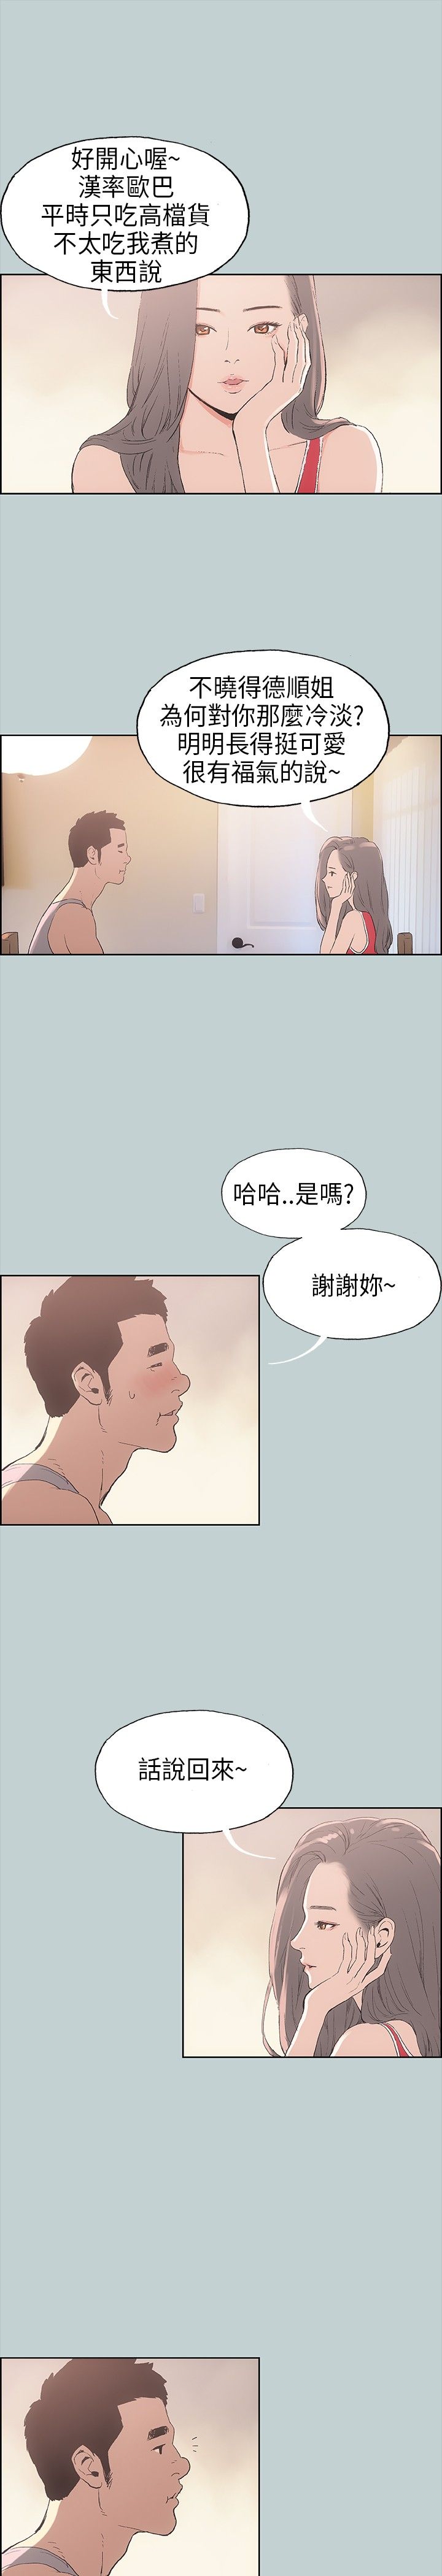 好開心喔~
漢率歐巴
平時只吃高檔貨
不太吃我煮的
東西說
不曉得德順姐
為何對你那麼冷淡?
明明長得挺可愛
很有福氣的說~
哈哈..是嗎?
謝謝妳~
話說回來~